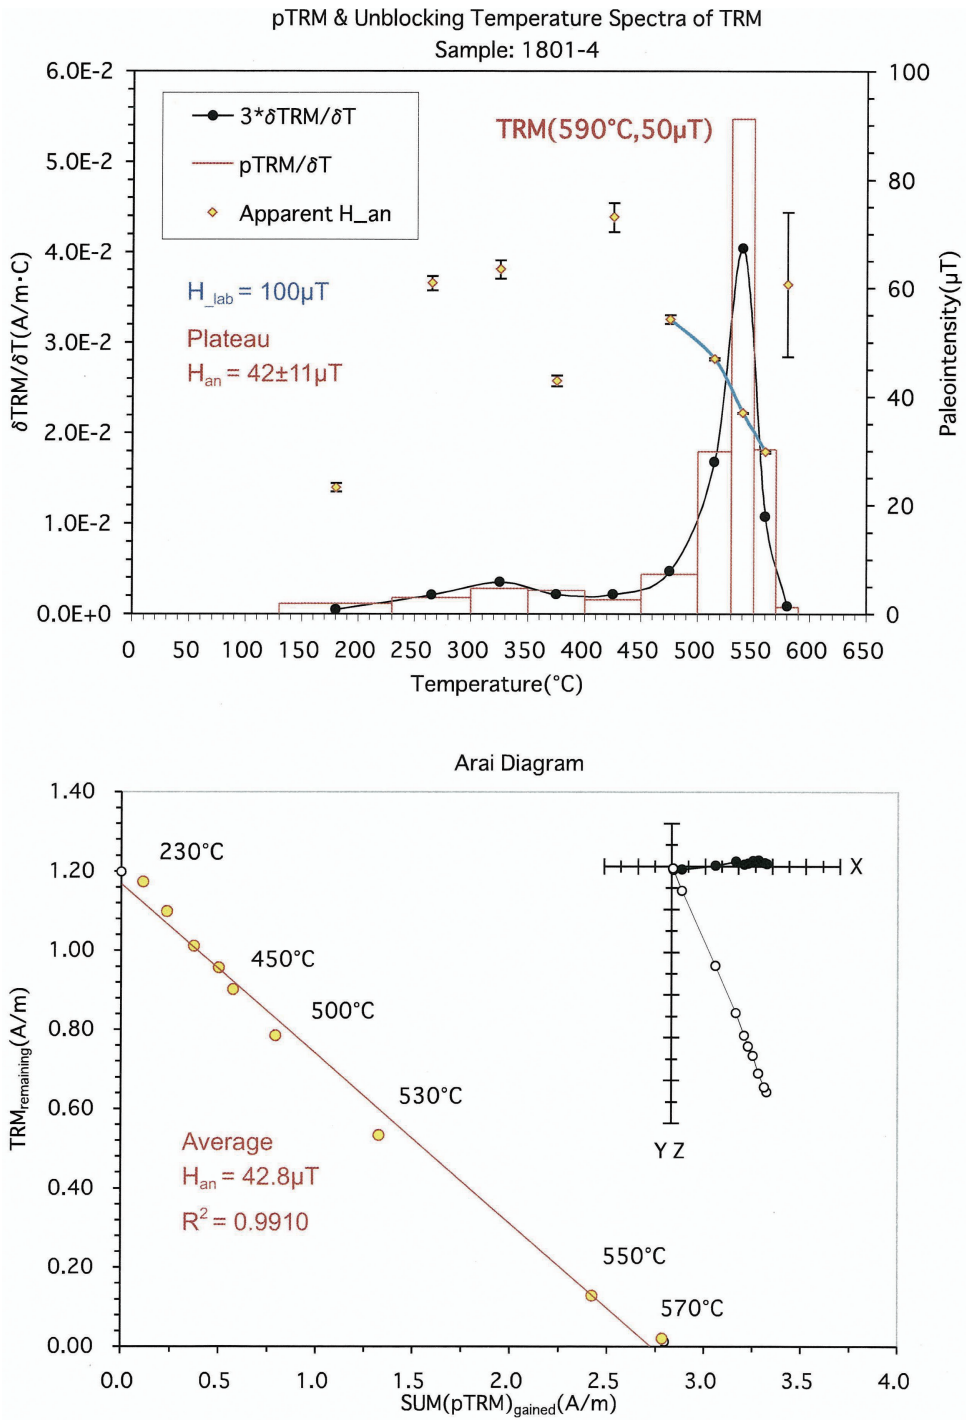 pTRM & Unblocking Temperature Spectra of TRM
Sample: 1801-4
6.0E-2
5.0E-2
4.0E-2
3.0E-2
2.0E-2
1.0E-2
0.0E+0
δTRM/δT(A/m·C)
3*δTRM/δT
pTRM/δT
Apparent H_an
TRM(590°C,50µT)
H_lab = 100µT
Plateau
Han = 42±11µT
100
80
60
40
20
0
Paleointensity(µT)
0 50 100 150 200 250 300 350 400 450 500 550 600 650
Temperature(°C)
Arai Diagram
1.40
1.20
1.00
0.80
0.60
0.40
0.20
0.00
TRMremaining(A/m)
230°C
450°C
500°C
530°C
550°C
570°C
Average
Han = 42.8µT
R² = 0.9910
X
Y Z
0.0 0.5 1.0 1.5 2.0 2.5 3.0 3.5 4.0
SUM(pTRM)gained(A/m)